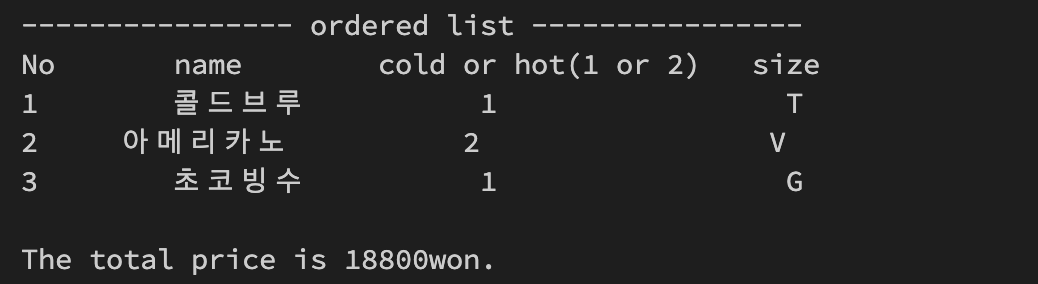 ---------------- ordered list ----------------
No name cold or hot(1 or 2) size
1 콜드브루 1 T
2 아메리카노 2 V
3 초코빙수 1 G
The total price is 18800won.